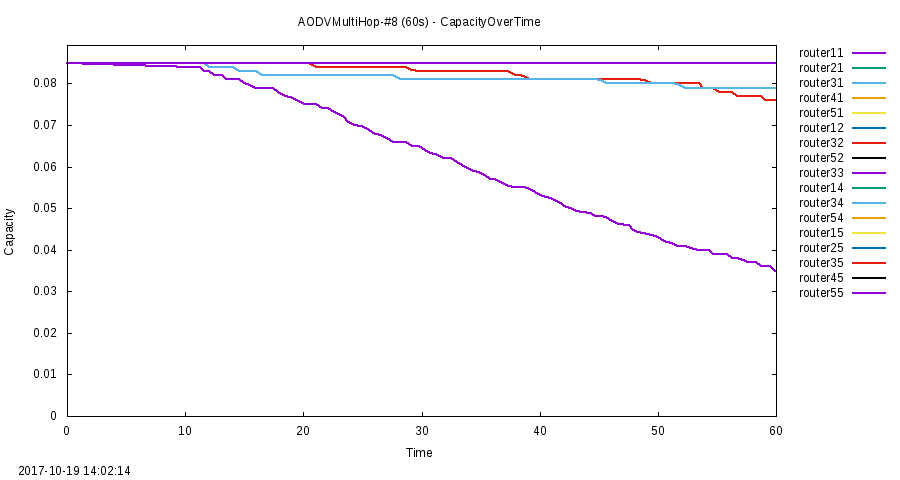 AODVMultiHop-#8 (60s) - CapacityOverTime
router11
router21
router31
router41
router51
router12
router32
router52
router33
router14
router34
router54
router15
router25
router35
router45
router55
Capacity
0.08
0.07
0.06
0.05
0.04
0.03
0.02
0.01
0
0 10 20 30 40 50 60
Time
2017-10-19 14:02:14